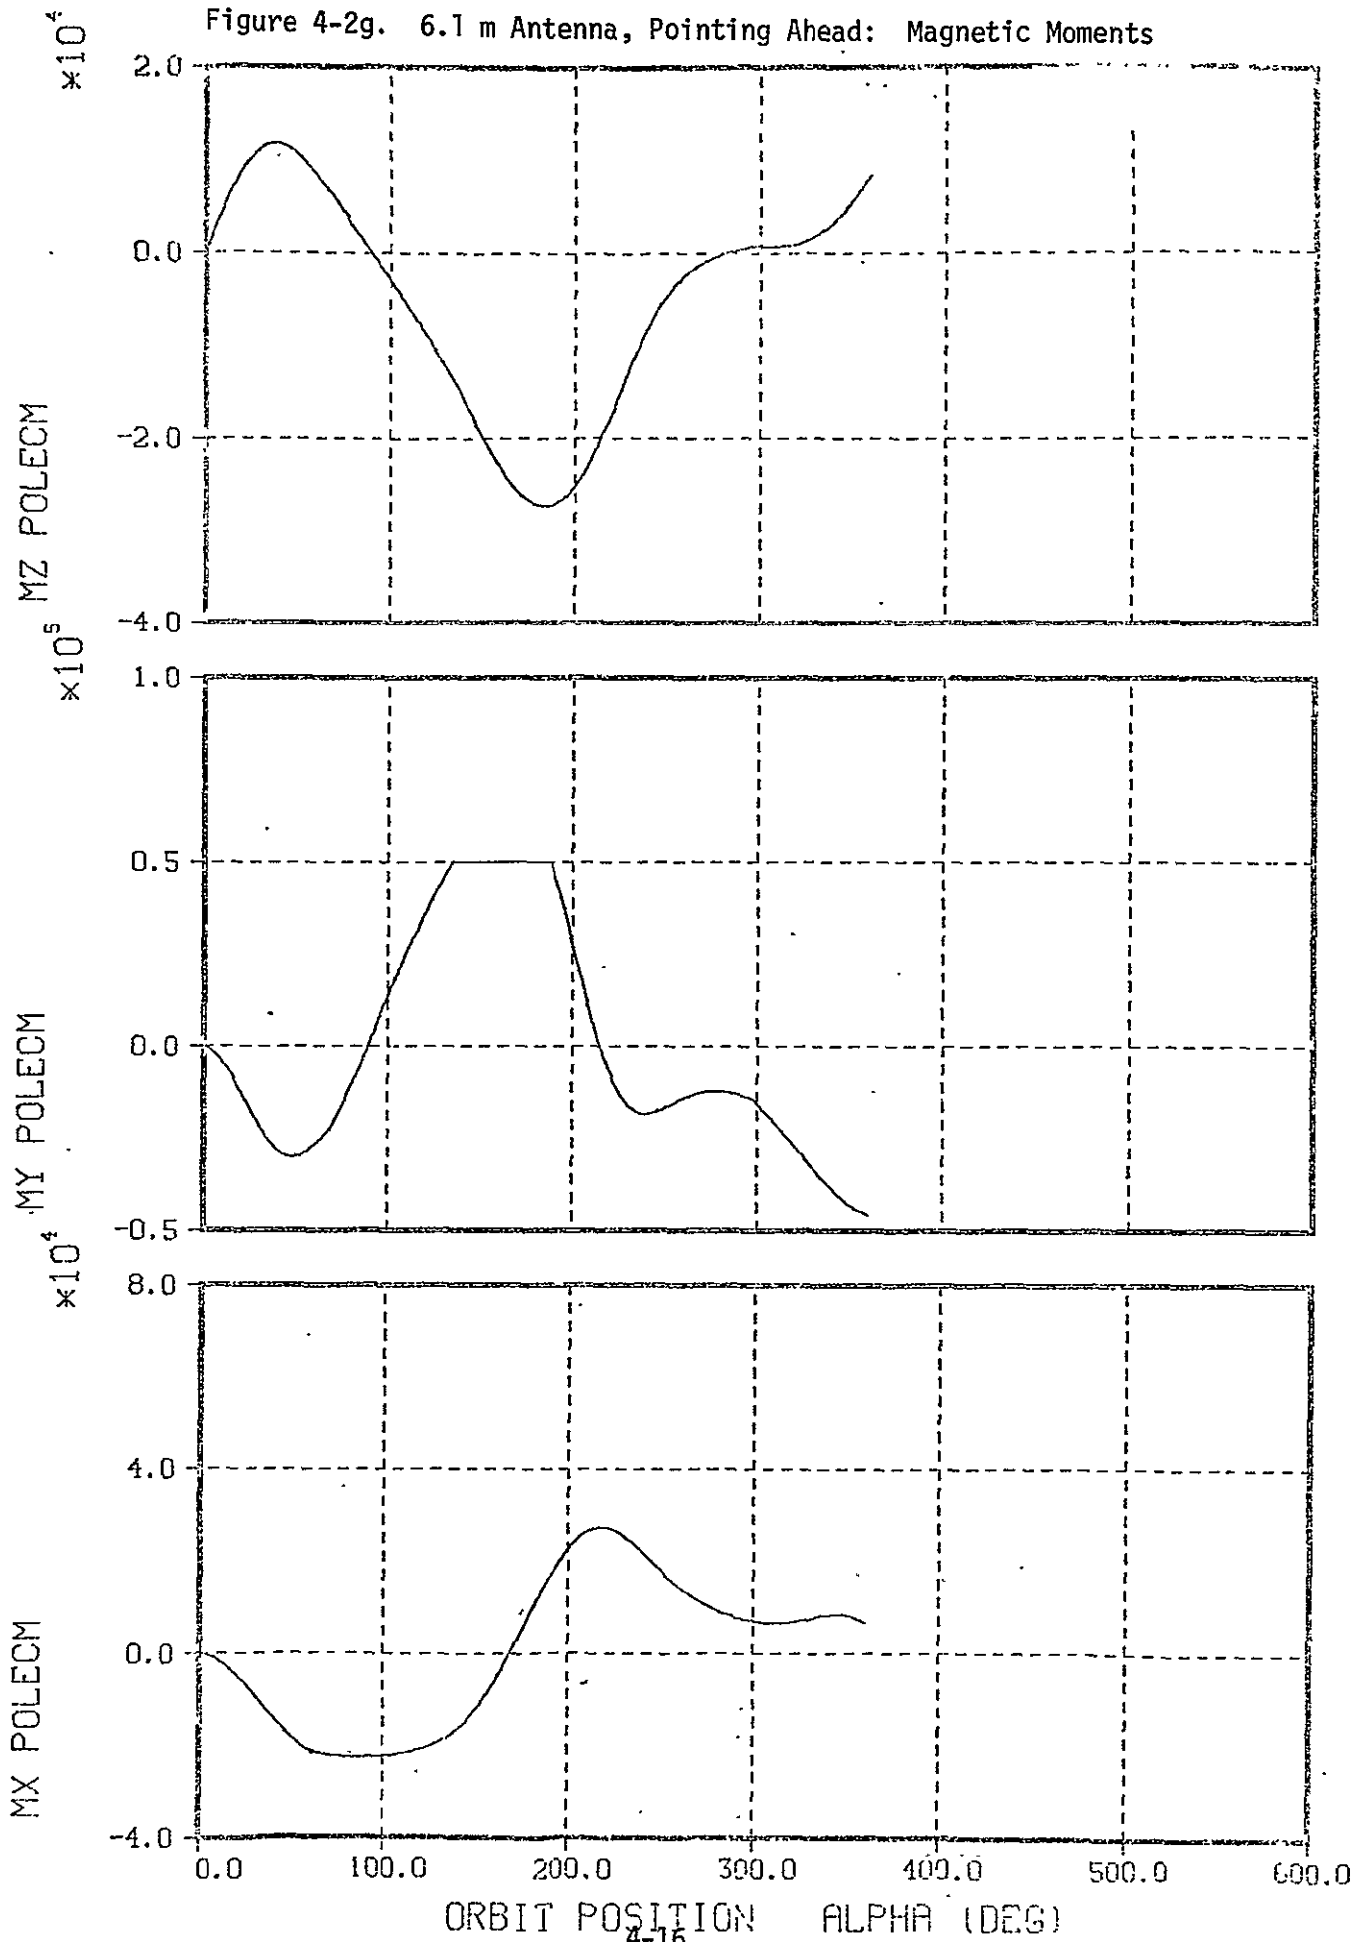 Figure 4-2g. 6.1 m Antenna, Pointing Ahead: Magnetic Moments
×10⁴
2.0
0.0
-2.0
-4.0
MZ POLECM
×10⁵
1.0
0.5
0.0
-0.5
MY POLECM
×10⁴
8.0
4.0
0.0
-4.0
MX POLECM
0.0 100.0 200.0 300.0 400.0 500.0 600.0
ORBIT POSITION ALPHA (DEG)
4-16